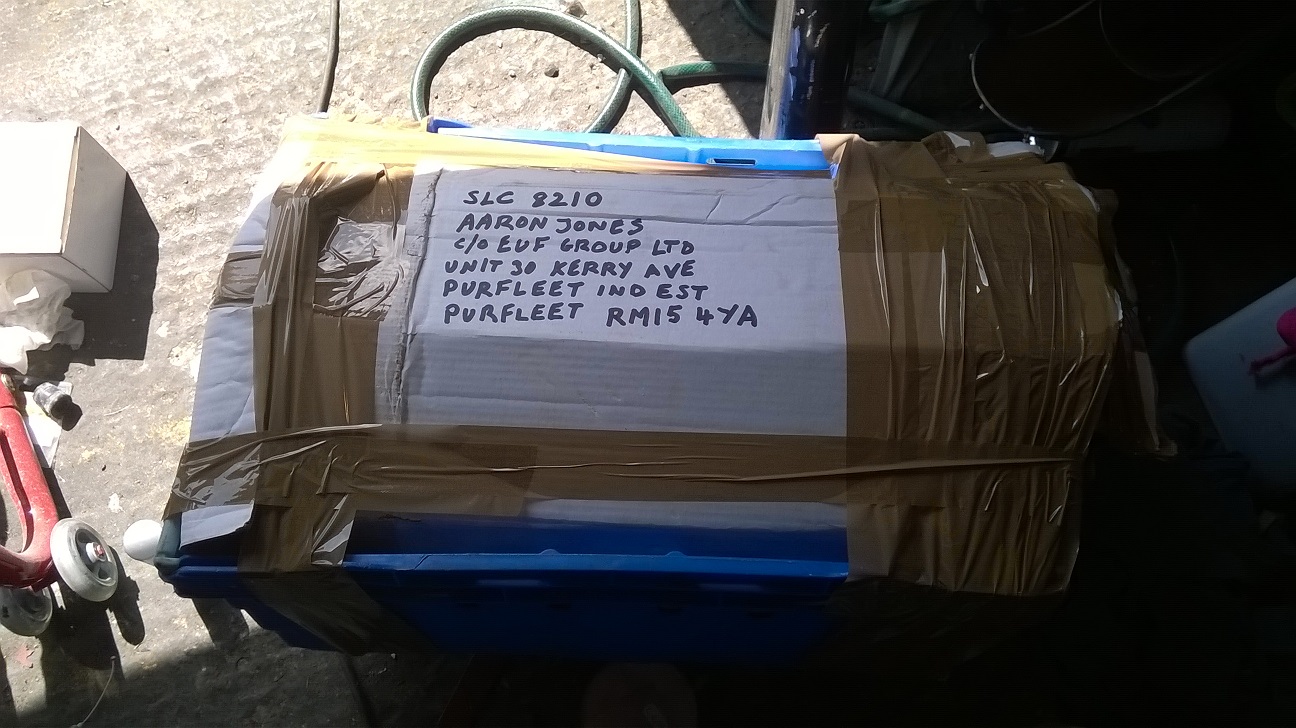 SLC 8210
AARON JONES
C/O EUF GROUP LTD
UNIT 30 KERRY AVE
PURFLEET IND EST
PURFLEET RM15 4YA